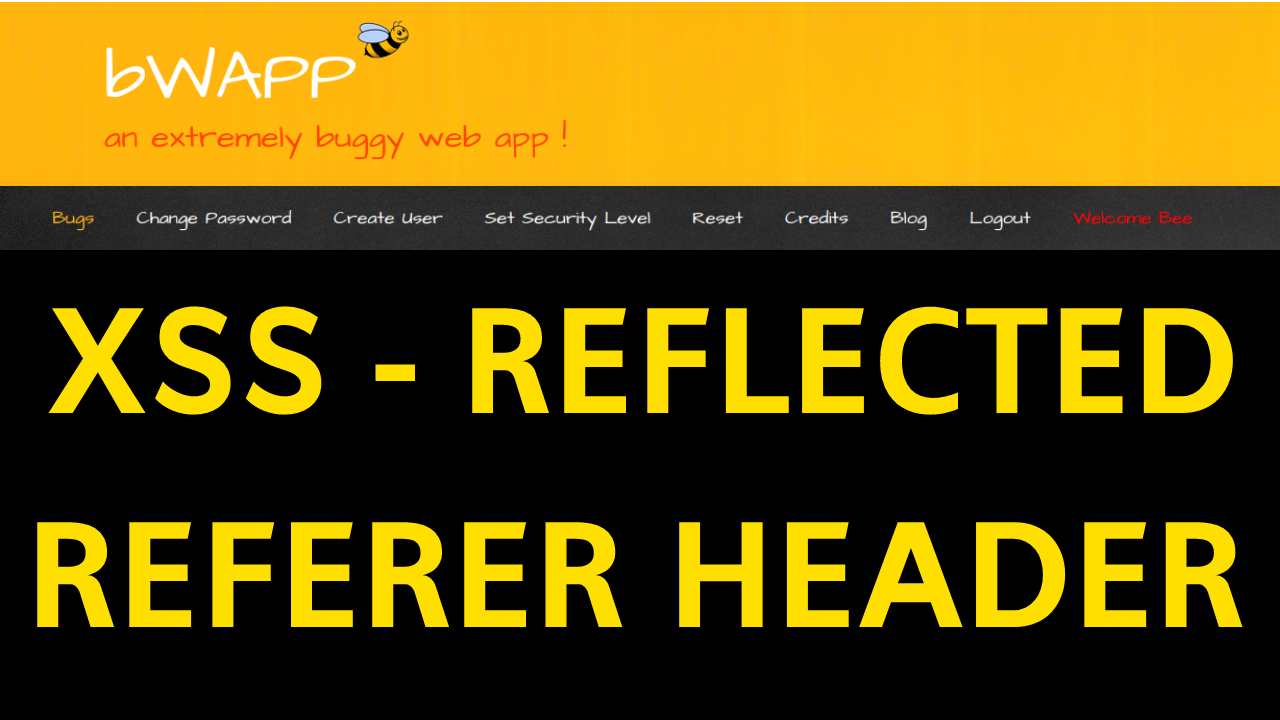 bWAPP
an extremely buggy web app !
Bugs Change Password Create User Set Security Level Reset Credits Blog Logout Welcome Bee
XSS - REFLECTED
REFERER HEADER